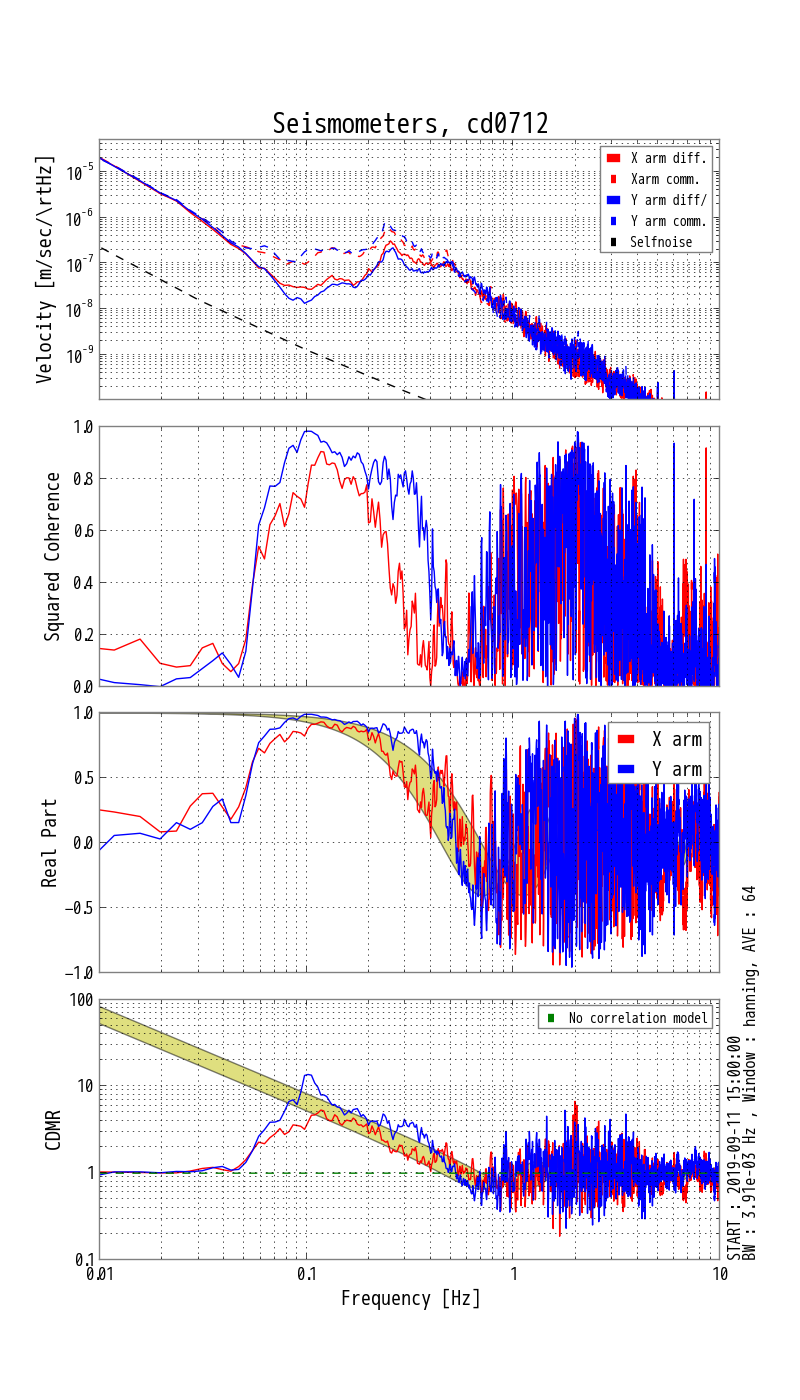 Seismometers, cd0712
Velocity [m/sec/\rtHz]
10^-5
10^-6
10^-7
10^-8
10^-9
X arm diff.
Xarm comm.
Y arm diff/
Y arm comm.
Selfnoise
Squared Coherence
1.0
0.8
0.6
0.4
0.2
0.0
Real Part
1.0
0.5
0.0
−0.5
−1.0
X arm
Y arm
CDMR
100
10
1
0.1
No correlation model
0.01
0.1
1
10
Frequency [Hz]
START : 2019-09-11 15:00:00
BW : 3.91e-03 Hz , Window : hanning, AVE : 64